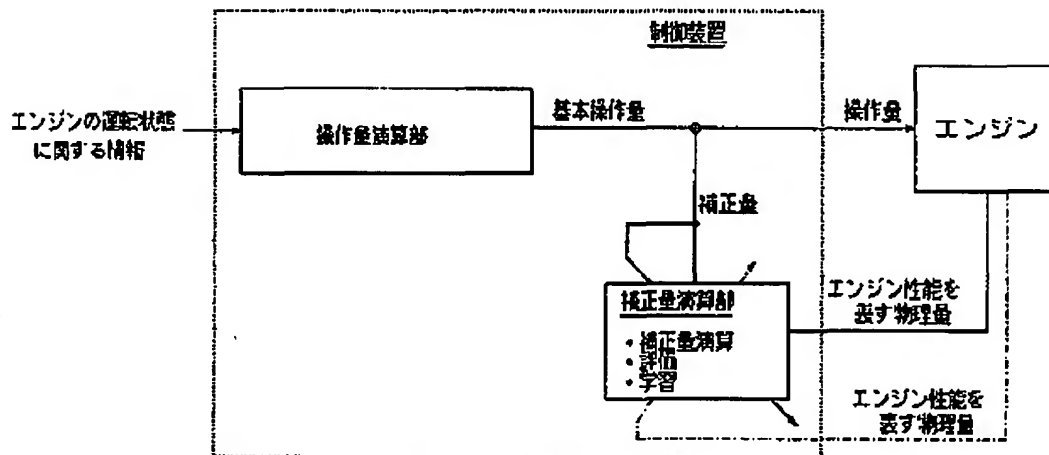 制御装置
エンジンの運転状態
に関する情報
操作量演算部
基本操作量
操作量
エンジン
補正量
補正量演算部
・補正量演算
・評価
・学習
エンジン性能を
表す物理量
エンジン性能を
表す物理量